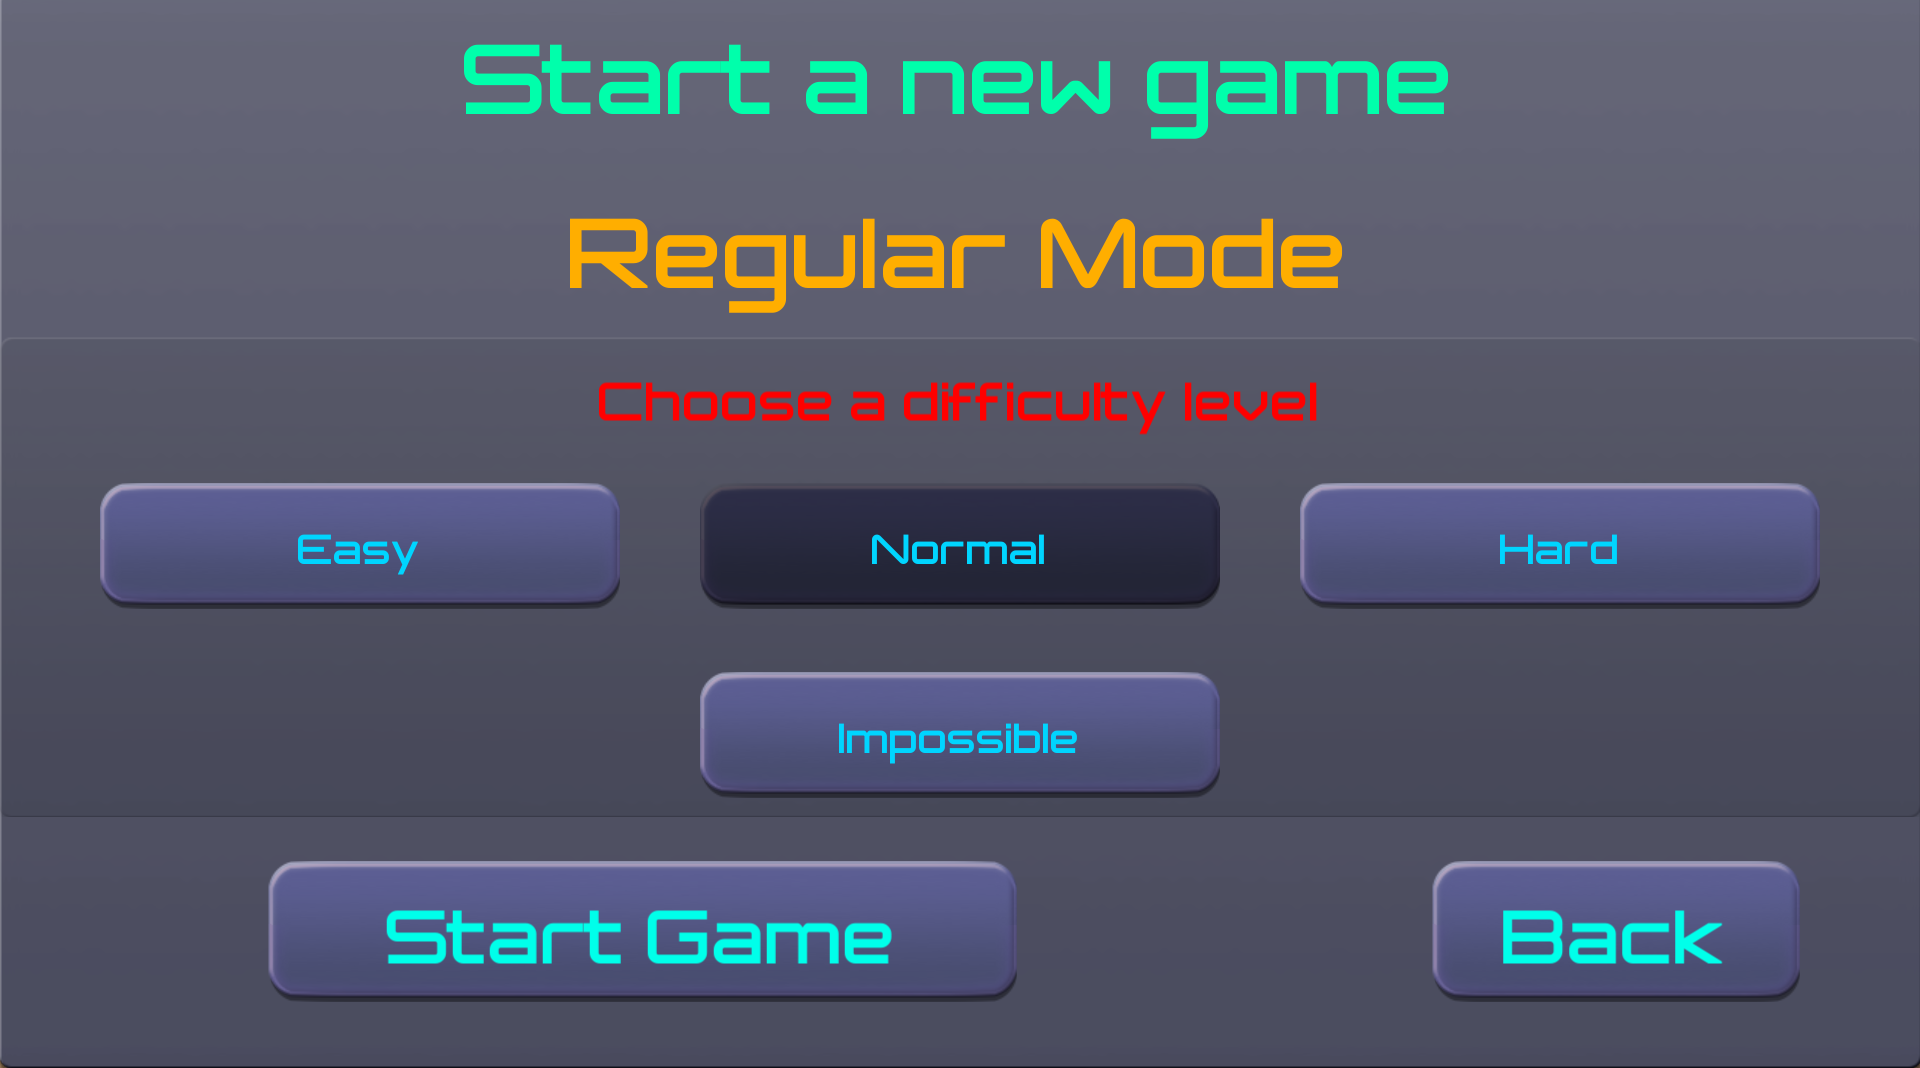 Start a new game
Regular Mode
Choose a difficulty level
Easy
Normal
Hard
Impossible
Start Game
Back